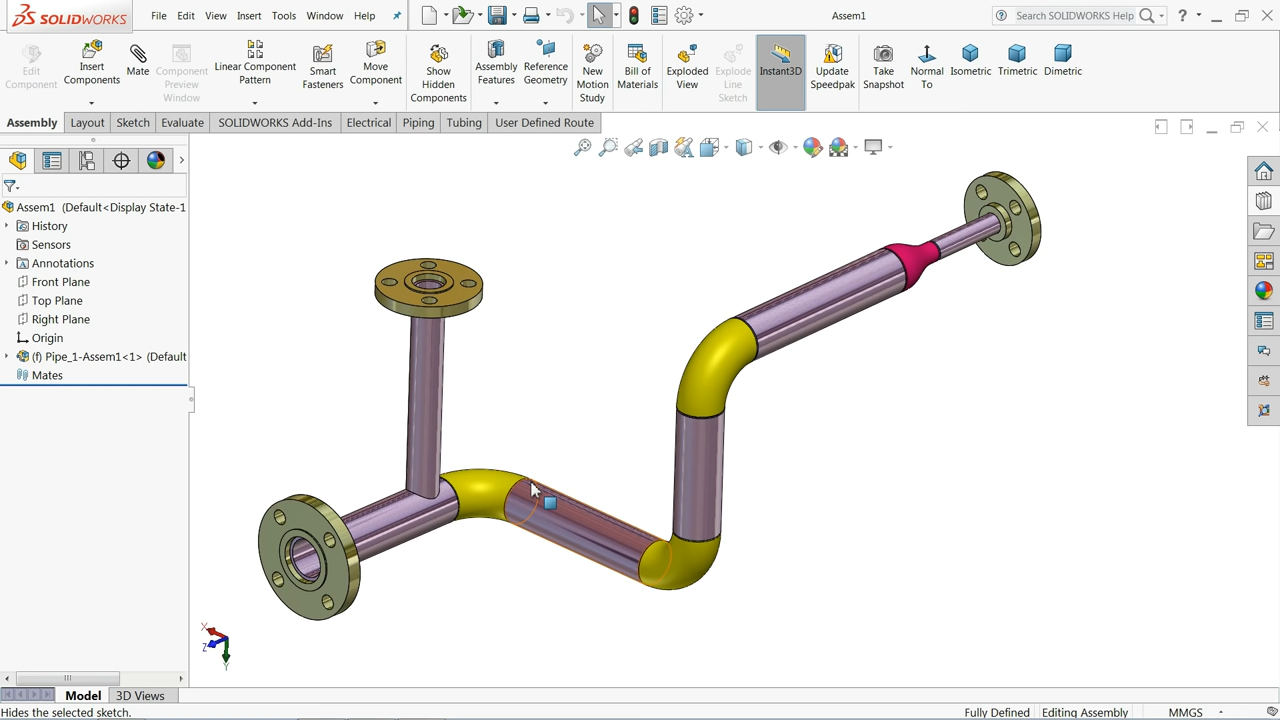 SOLIDWORKS
File
Edit
View
Insert
Tools
Window
Help
Assem1
Search SOLIDWORKS Help
?
Edit
Component
Insert
Components
Mate
Component
Preview
Window
Linear Component
Pattern
Smart
Fasteners
Move
Component
Show
Hidden
Components
Assembly
Features
Reference
Geometry
New
Motion
Study
Bill of
Materials
Exploded
View
Explode
Line
Sketch
Instant3D
Update
Speedpak
Take
Snapshot
Normal
To
Isometric
Trimetric
Dimetric
Assembly
Layout
Sketch
Evaluate
SOLIDWORKS Add-Ins
Electrical
Piping
Tubing
User Defined Route
Assem1 (Default<Display State-1
History
Sensors
Annotations
Front Plane
Top Plane
Right Plane
Origin
(f) Pipe_1-Assem1<1> (Default
Mates
X
Z
Y
Model
3D Views
Hides the selected sketch.
Fully Defined
Editing Assembly
MMGS